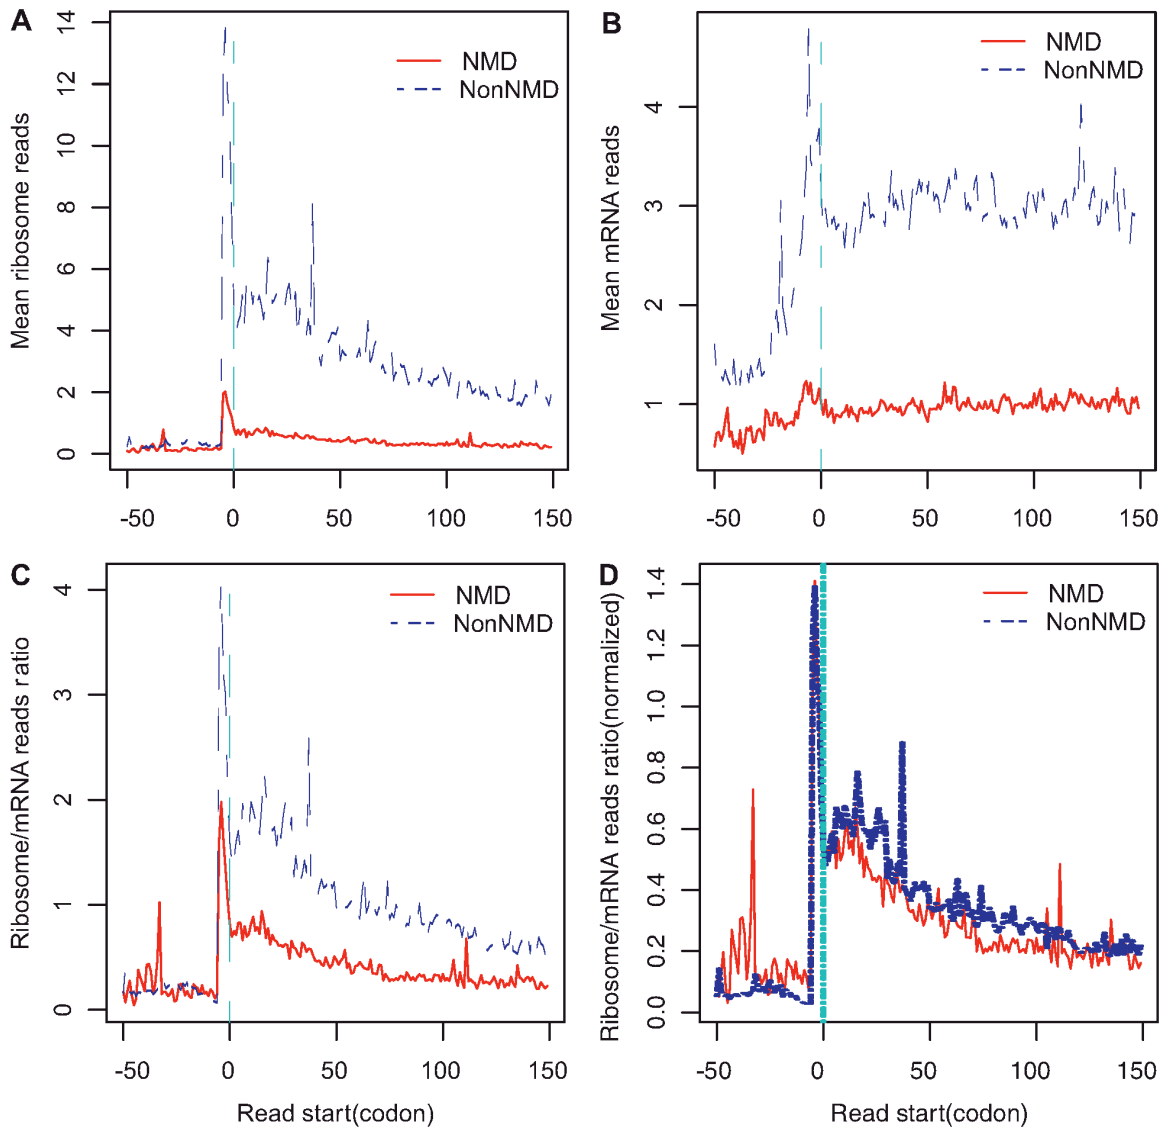 A
Mean ribosome reads
14
12
10
8
6
4
2
0
NMD
NonNMD
-50
0
50
100
150
B
Mean mRNA reads
4
3
2
1
NMD
NonNMD
-50
0
50
100
150
C
Ribosome/mRNA reads ratio
4
3
2
1
0
NMD
NonNMD
-50
0
50
100
150
Read start(codon)
D
Ribosome/mRNA reads ratio(normalized)
1.4
1.2
1.0
0.8
0.6
0.4
0.2
0.0
NMD
NonNMD
-50
0
50
100
150
Read start(codon)